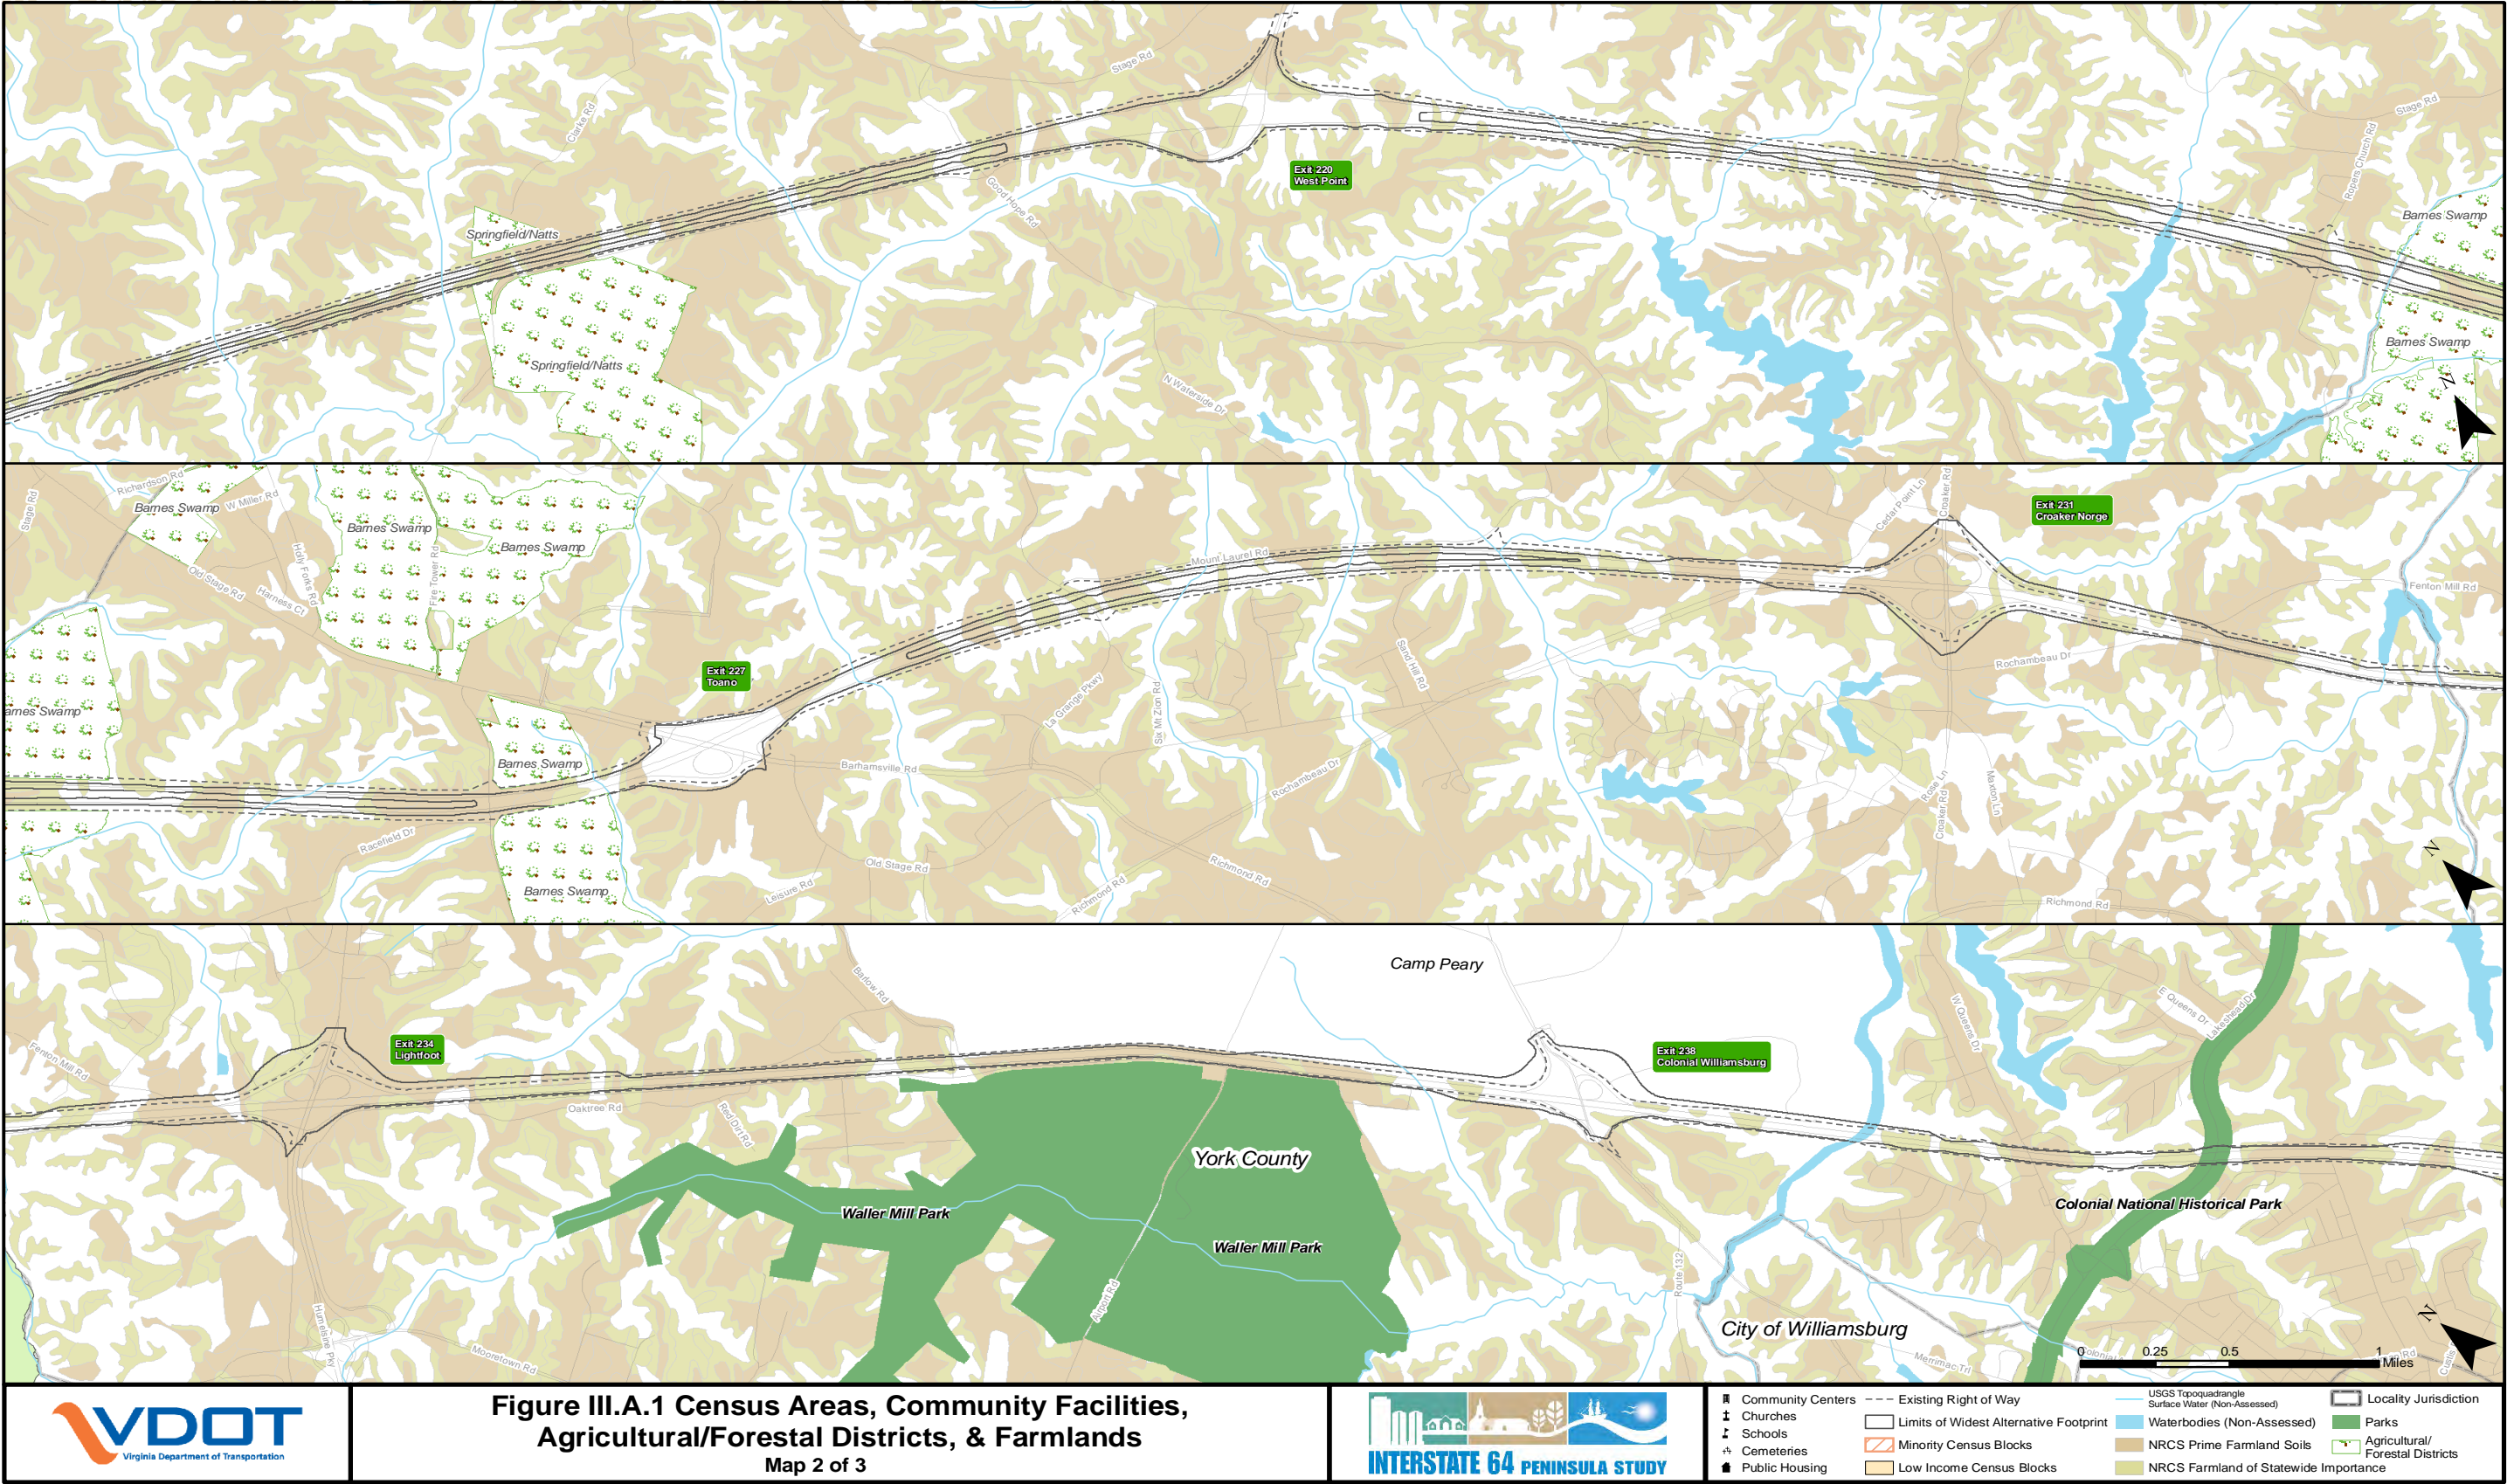 Stage Rd
Clarke Rd
Stage Rd
Ropers Church Rd
Exit 220
West Point
Good Hope Rd
Springfield/Natts
Springfield/Natts
Barnes Swamp
Barnes Swamp
N Waterside Dr
N
Stage Rd
Richardson Rd
Barnes Swamp
W Miller Rd
Holly Forks Rd
Barnes Swamp
Barnes Swamp
Fire Tower Rd
Old Stage Rd
Harness Ct
Mount Laurel Rd
Cedar Point Ln
Croaker Rd
Exit 231
Croaker Norge
Fenton Mill Rd
Exit 227
Toano
arnes Swamp
Barnes Swamp
La Grange Pkwy
Six Mt Zion Rd
Sand Hill Rd
Rochambeau Dr
Barhamsville Rd
Rochambeau Dr
Rose Ln
Croaker Rd
Maxton Ln
Racefield Dr
Old Stage Rd
Leisure Rd
Richmond Rd
Richmond Rd
Richmond Rd
Barnes Swamp
N
Barlow Rd
Camp Peary
W Queens Dr
E Queens Dr
Lakeshead Dr
Fenton Mill Rd
Exit 234
Lightfoot
Exit 238
Colonial Williamsburg
Oaktree Rd
Red Dirt Rd
York County
Waller Mill Park
Waller Mill Park
Colonial National Historical Park
Airport Rd
Route 132
Humelsine Pky
Mooretown Rd
City of Williamsburg
Merrimac Trl
N
0 0.25 0.5 1
Miles
VDOT
Virginia Department of Transportation
Figure III.A.1 Census Areas, Community Facilities,
Agricultural/Forestal Districts, & Farmlands
Map 2 of 3
INTERSTATE 64 PENINSULA STUDY
Community Centers
Churches
Schools
Cemeteries
Public Housing
Existing Right of Way
Limits of Widest Alternative Footprint
Minority Census Blocks
Low Income Census Blocks
USGS Topoquadrangle
Surface Water (Non-Assessed)
Waterbodies (Non-Assessed)
NRCS Prime Farmland Soils
NRCS Farmland of Statewide Importance
Locality Jurisdiction
Parks
Agricultural/
Forestal Districts